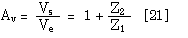 Av = Vs/Ve = 1 + Z2/Z1 [21]